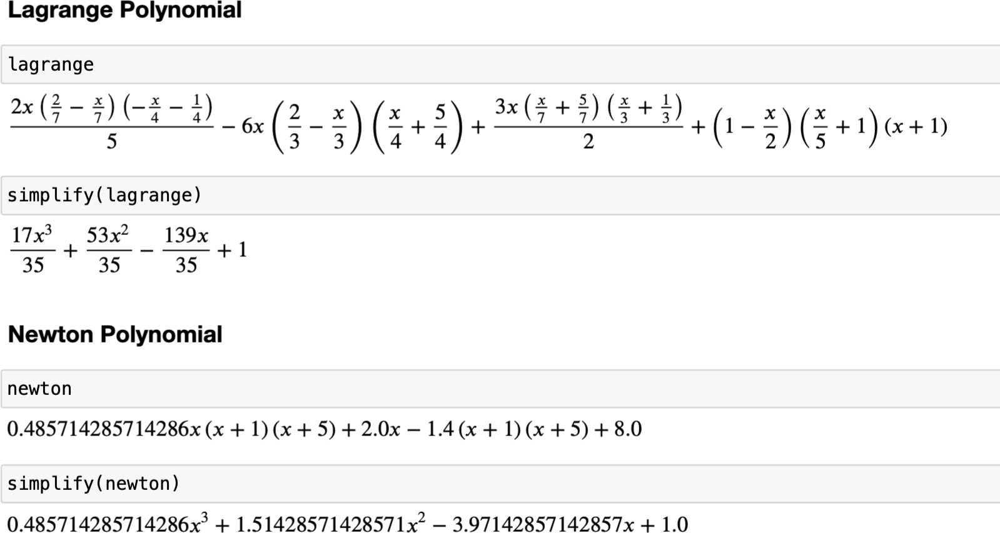 Lagrange Polynomial
lagrange
\frac{2x\left(\frac{2}{7}-\frac{x}{7}\right)\left(-\frac{x}{4}-\frac{1}{4}\right)}{5}-6x\left(\frac{2}{3}-\frac{x}{3}\right)\left(\frac{x}{4}+\frac{5}{4}\right)+\frac{3x\left(\frac{x}{7}+\frac{5}{7}\right)\left(\frac{x}{3}+\frac{1}{3}\right)}{2}+\left(1-\frac{x}{2}\right)\left(\frac{x}{5}+1\right)(x+1)
simplify(lagrange)
\frac{17x^3}{35}+\frac{53x^2}{35}-\frac{139x}{35}+1
Newton Polynomial
newton
0.485714285714286x(x + 1)(x + 5) + 2.0x − 1.4(x + 1)(x + 5) + 8.0
simplify(newton)
0.485714285714286x^3 + 1.51428571428571x^2 − 3.97142857142857x + 1.0